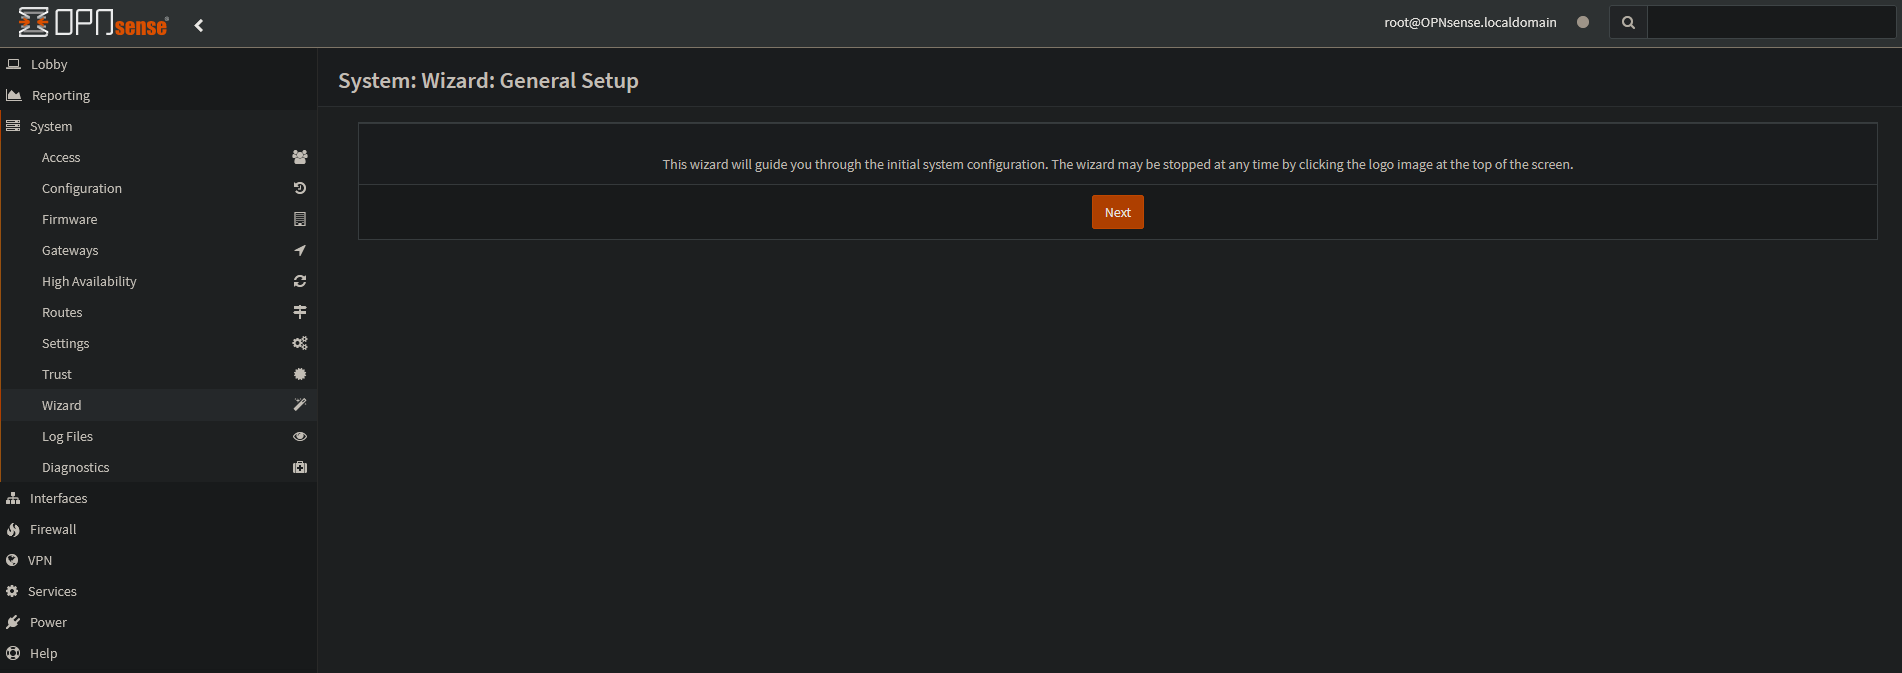 OPNsense
root@OPNsense.localdomain
Lobby
Reporting
System
Access
Configuration
Firmware
Gateways
High Availability
Routes
Settings
Trust
Wizard
Log Files
Diagnostics
Interfaces
Firewall
VPN
Services
Power
Help
System: Wizard: General Setup
This wizard will guide you through the initial system configuration. The wizard may be stopped at any time by clicking the logo image at the top of the screen.
Next